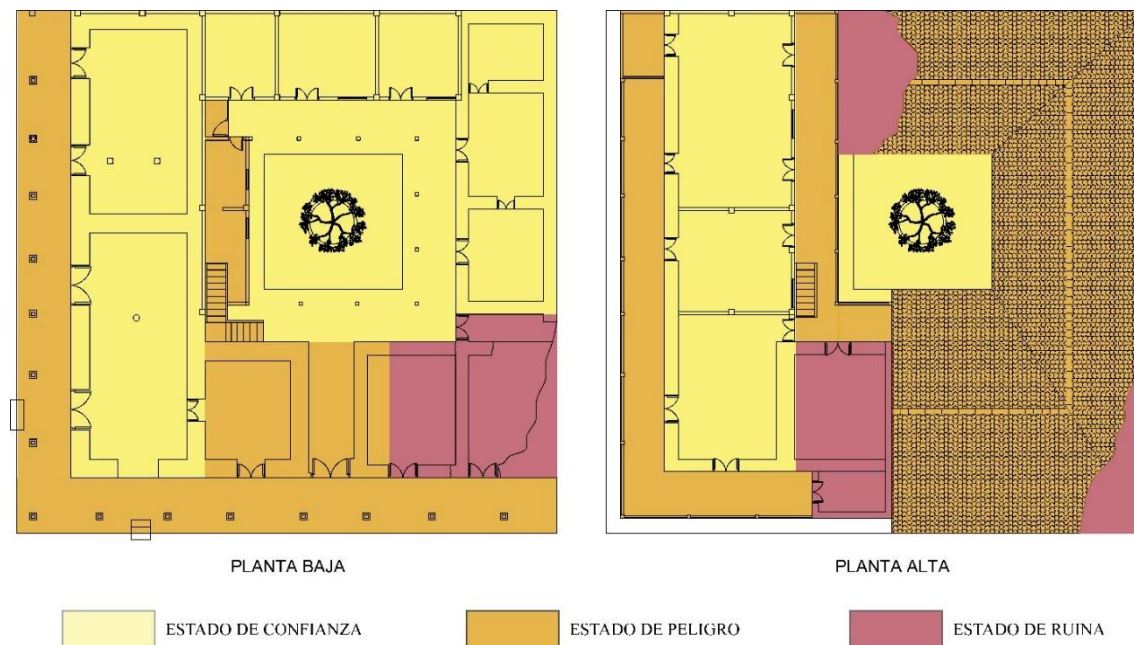 PLANTA BAJA
PLANTA ALTA
ESTADO DE CONFIANZA
ESTADO DE PELIGRO
ESTADO DE RUINA